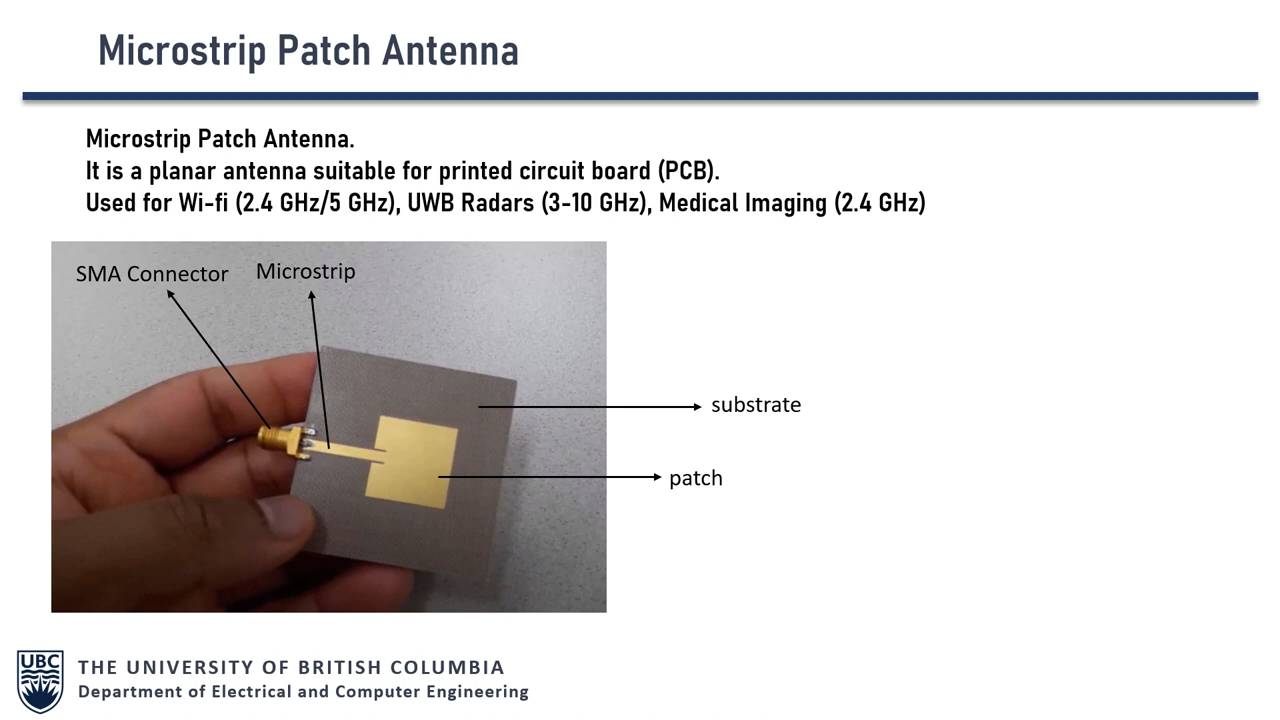 Microstrip Patch Antenna
Microstrip Patch Antenna.
It is a planar antenna suitable for printed circuit board (PCB).
Used for Wi-fi (2.4 GHz/5 GHz), UWB Radars (3-10 GHz), Medical Imaging (2.4 GHz)
SMA Connector
Microstrip
substrate
patch
UBC
THE UNIVERSITY OF BRITISH COLUMBIA
Department of Electrical and Computer Engineering